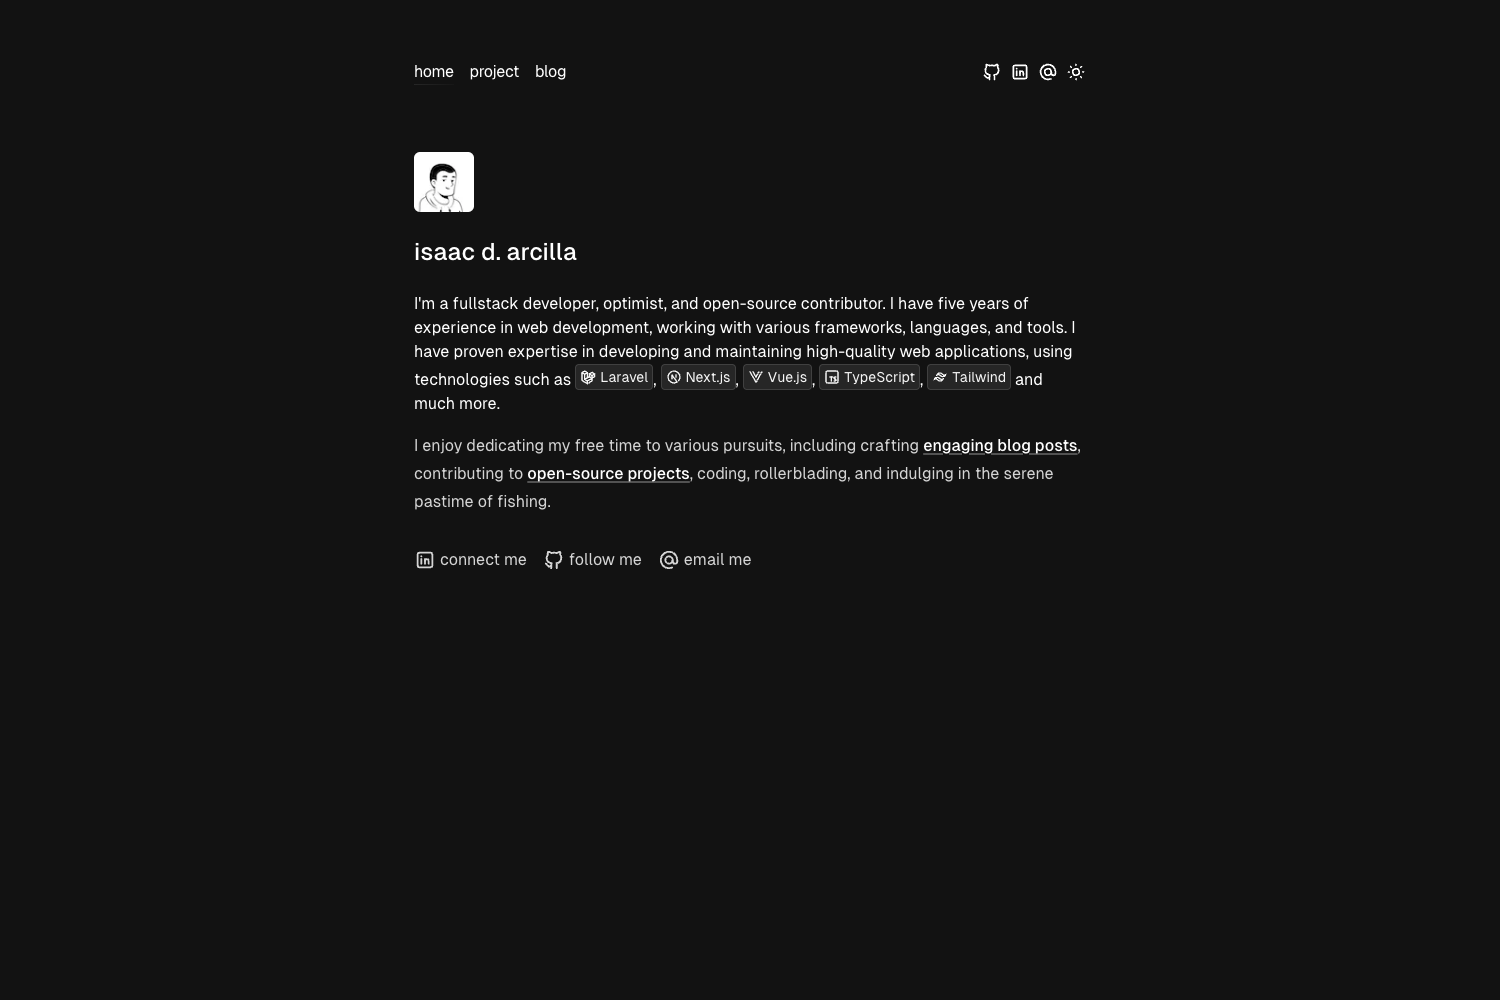 home project blog
isaac d. arcilla
I'm a fullstack developer, optimist, and open-source contributor. I have five years of
experience in web development, working with various frameworks, languages, and tools. I
have proven expertise in developing and maintaining high-quality web applications, using
technologies such as Laravel, Next.js, Vue.js, TypeScript, Tailwind and
much more.
I enjoy dedicating my free time to various pursuits, including crafting engaging blog posts,
contributing to open-source projects, coding, rollerblading, and indulging in the serene
pastime of fishing.
connect me follow me email me